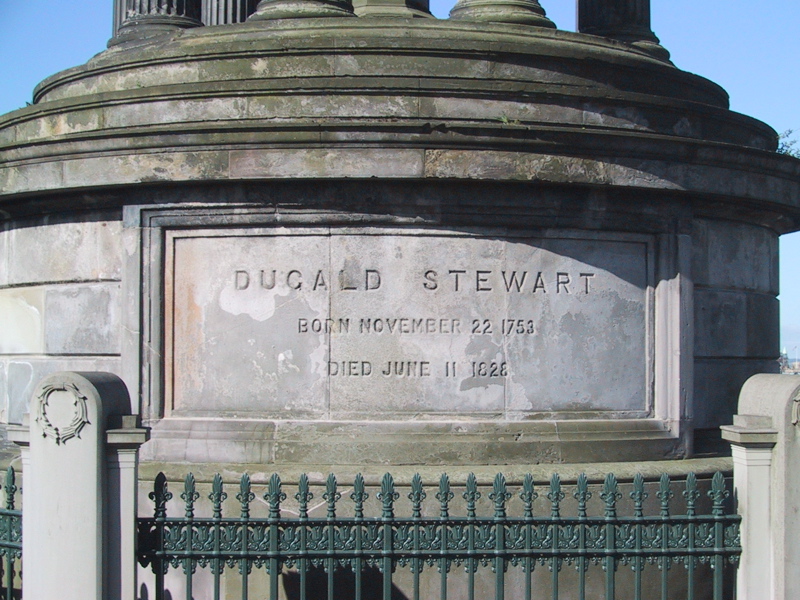 DUGALD STEWART
BORN NOVEMBER 22 1753
DIED JUNE 11 1828